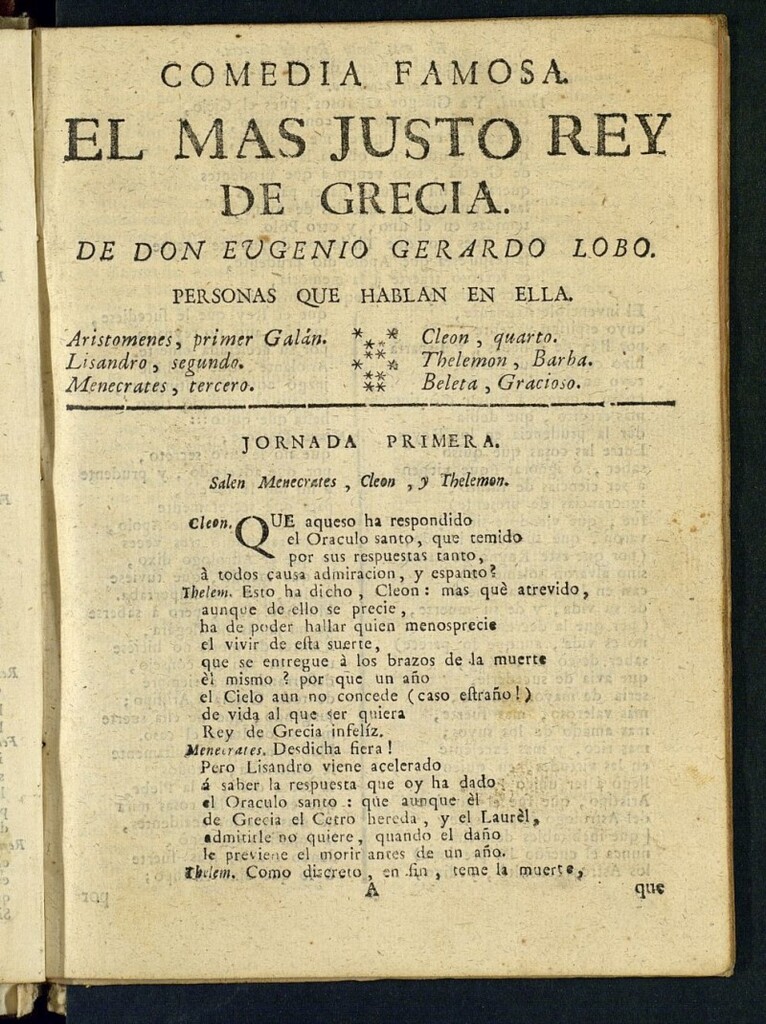 COMEDIA FAMOSA.
EL MAS JUSTO REY
DE GRECIA.
DE DON EUGENIO GERARDO LOBO.
PERSONAS QUE HABLAN EN ELLA.
Aristomenes, primer Galán. Cleon, quarto.
Lisandro, segundo. Thelemon, Barba.
Menecrates, tercero. Beleta, Gracioso.
JORNADA PRIMERA.
Salen Menecrates, Cleon, y Thelemon.
Cleon. QUE aqueso ha respondido
el Oraculo santo, que temido
por sus respuestas tanto,
à todos causa admiracion, y espanto?
Thelem. Esto ha dicho, Cleon: mas què atrevido,
aunque de ello se precie,
ha de poder hallar quien menosprecie
el vivir de eſta suerte,
que se entregue à los brazos de la muerte
èl mismo? por que un año
el Cielo aun no concede (caso eſtraño!)
de vida al que ser quiera
Rey de Grecia infelíz.
Menecrates. Desdicha fiera!
Pero Lisandro viene acelerado
á saber la respuesta que oy ha dado
el Oraculo santo: que aunque èl
de Grecia el Cetro hereda, y el Laurèl,
admitirle no quiere, quando el daño
le previene el morir antes de un año.
Thelem. Como discreto, en fin, teme la muerte,
A que